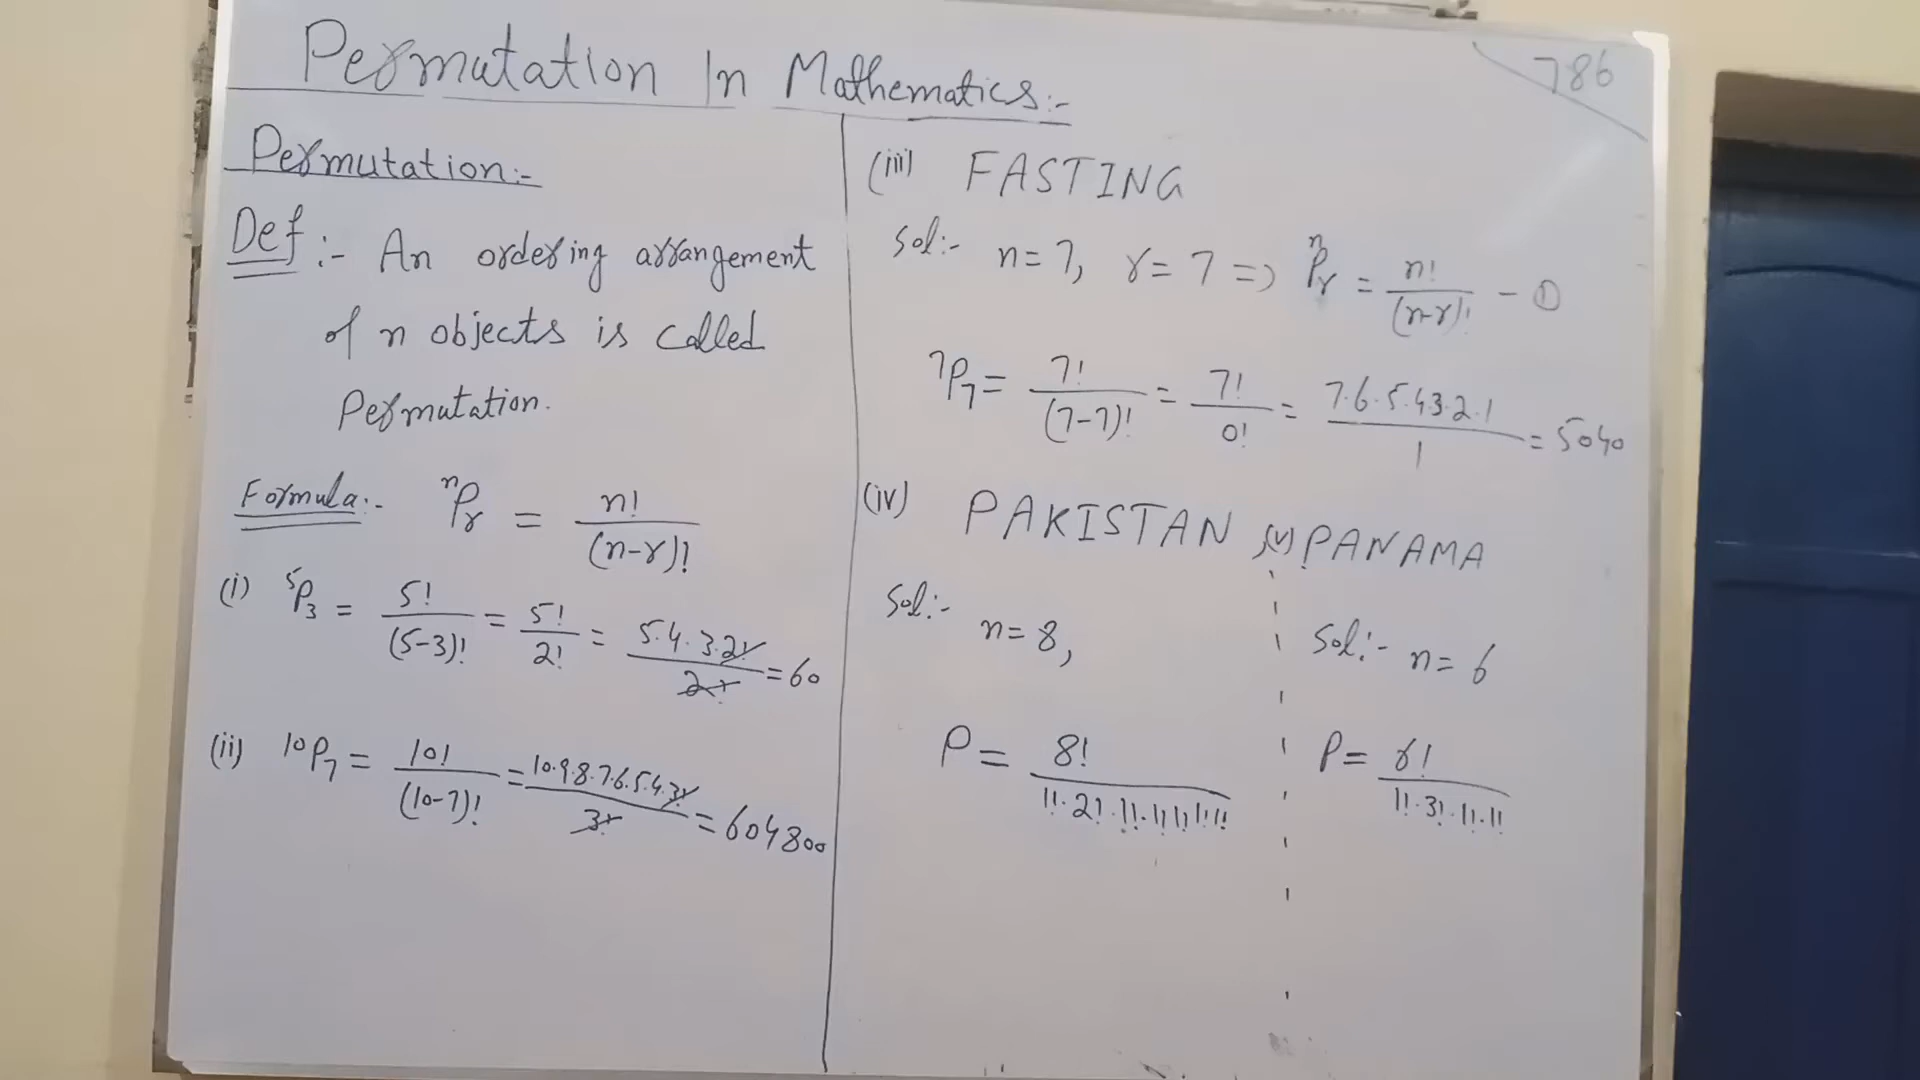 Permutation In Mathematics:-
786
Permutation:-
Def:- An ordering arrangement
of n objects is called
Permutation.
Formula:- ⁿPᵣ = n!/(n-r)!
(i) ⁵P₃ = 5!/(5-3)! = 5!/2! = 5.4.3.2!/2! = 60
(ii) ¹⁰P₇ = 10!/(10-7)! = 10.9.8.7.6.5.4.3!/3! = 604800
(iii) FASTING
Sol:- n=7, r=7 => ⁿPᵣ = n!/(n-r)! - ①
⁷P₇ = 7!/(7-7)! = 7!/0! = 7.6.5.4.3.2.1/1 = 5040
(iv) PAKISTAN ,(v) PANAMA
Sol:- n=8,
P = 8!/1!.2!.1!.1!.1!.1!.1!
Sol:- n=6
P = 6!/1!.3!.1!.1!